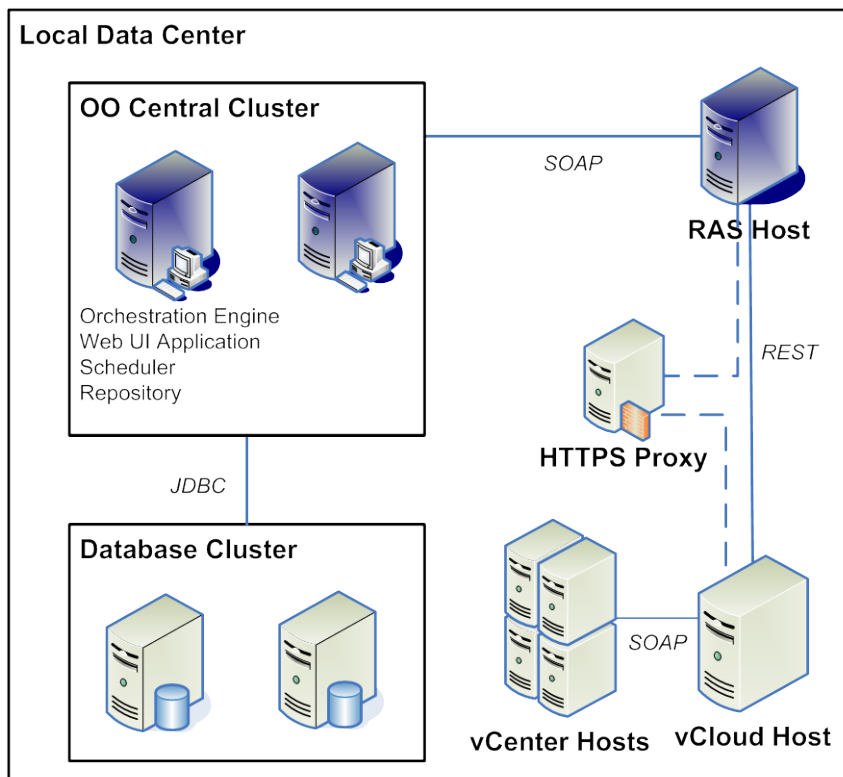 Local Data Center
OO Central Cluster
SOAP
RAS Host
Orchestration Engine
Web UI Application
Scheduler
Repository
REST
HTTPS Proxy
JDBC
Database Cluster
SOAP
vCenter Hosts
vCloud Host